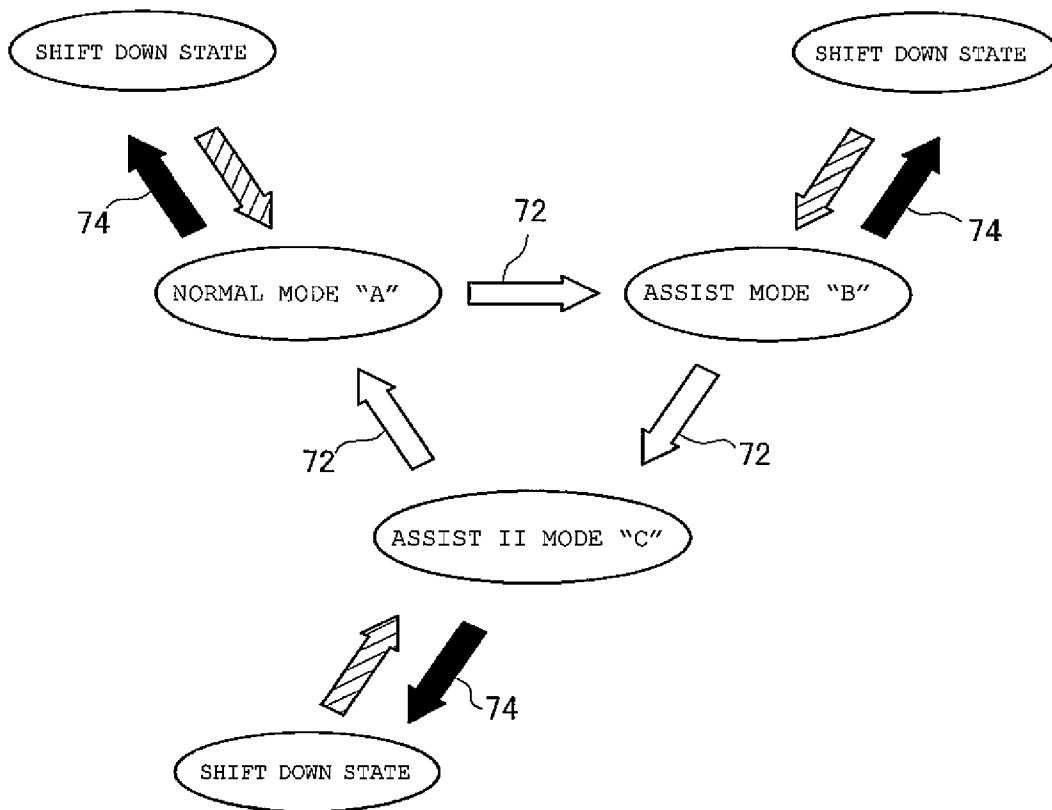 SHIFT DOWN STATE
SHIFT DOWN STATE
74
72
74
NORMAL MODE “A”
ASSIST MODE “B”
72
72
ASSIST II MODE “C”
74
SHIFT DOWN STATE